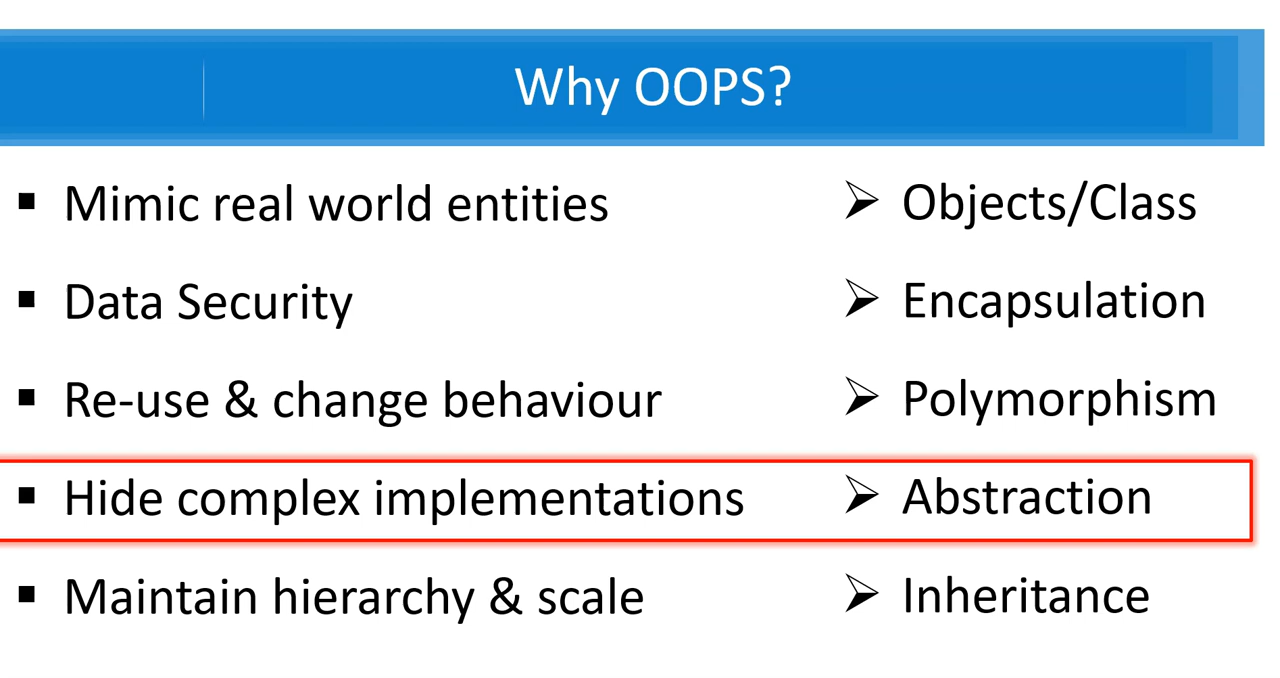 Why OOPS?
▪ Mimic real world entities ➢ Objects/Class
▪ Data Security ➢ Encapsulation
▪ Re-use & change behaviour ➢ Polymorphism
▪ Hide complex implementations ➢ Abstraction
▪ Maintain hierarchy & scale ➢ Inheritance